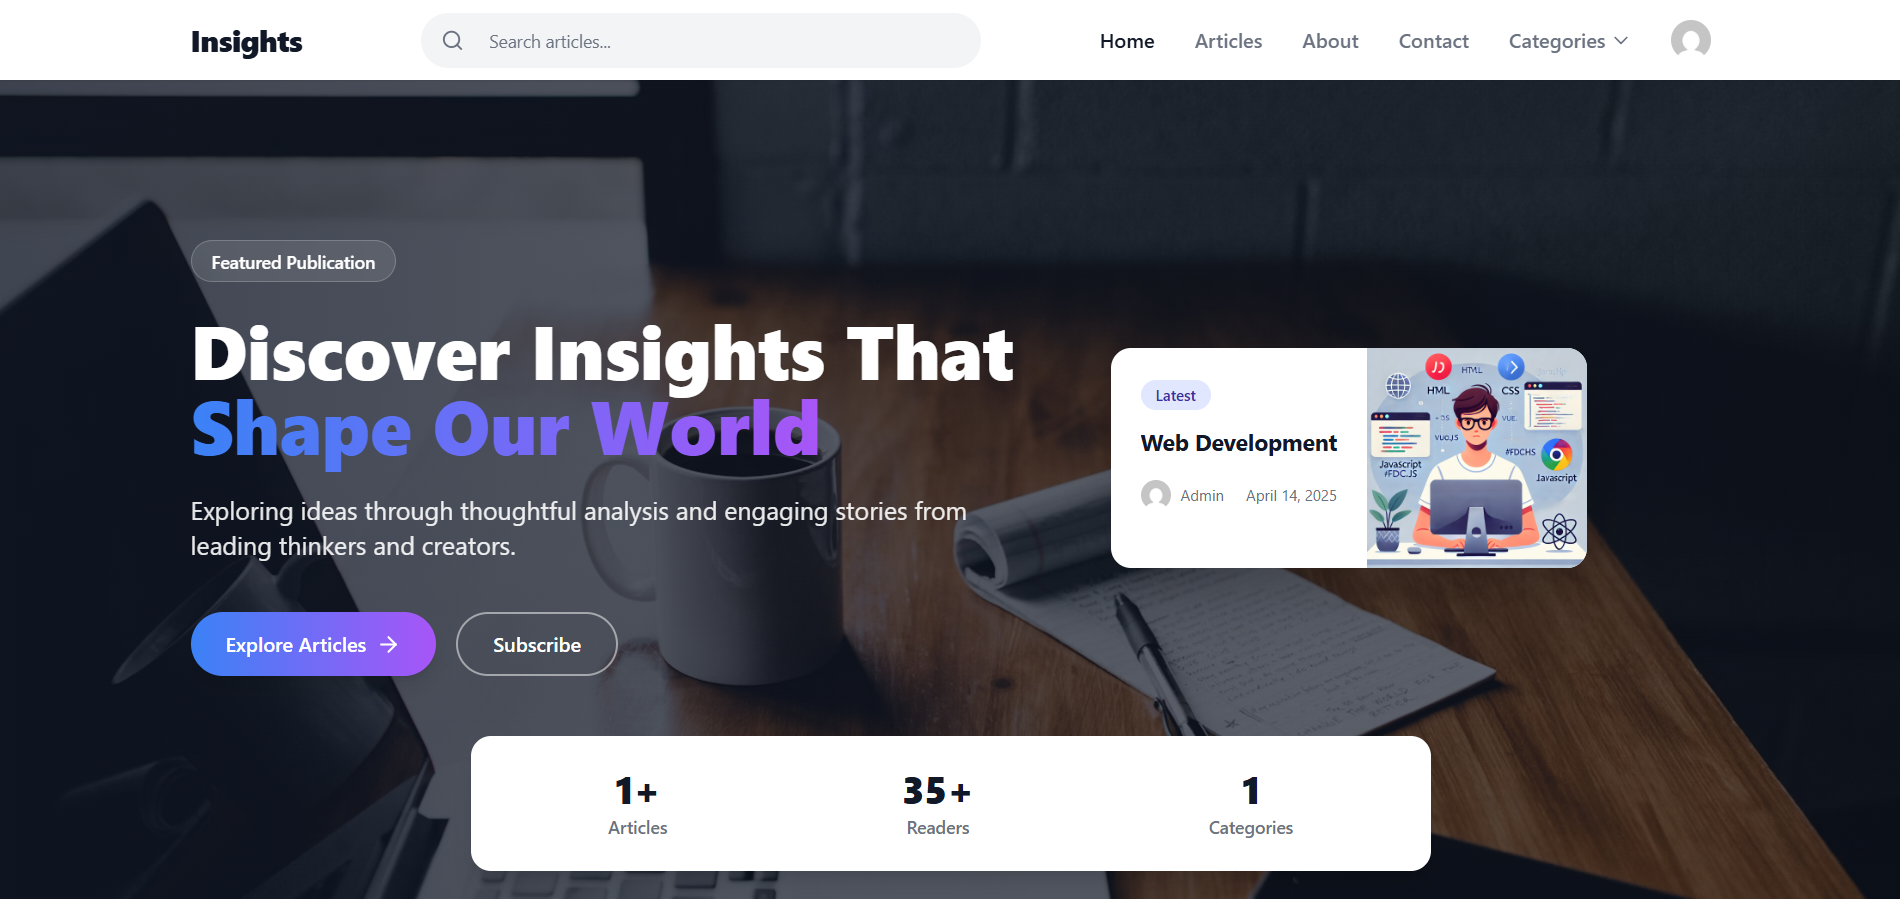 Insights
Search articles...
Home
Articles
About
Contact
Categories
Featured Publication
Discover Insights That
Shape Our World
Exploring ideas through thoughtful analysis and engaging stories from
leading thinkers and creators.
Explore Articles
Subscribe
Latest
Web Development
Admin
April 14, 2025
HTML
HML
CSS
VUE.
VUO.JS
#FDCHS
Javascript
#FDC.JS
Javascript
1+
Articles
35+
Readers
1
Categories